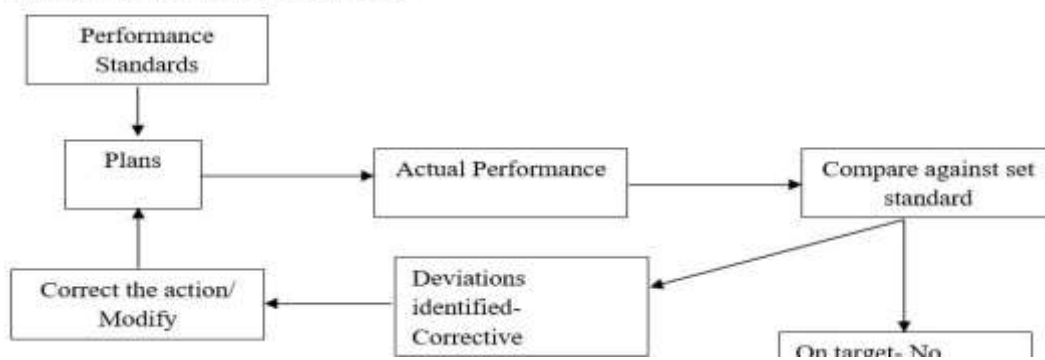 Performance
Standards
Plans
Actual Performance
Compare against set
standard
Deviations
identified-
Corrective
Correct the action/
Modify
On target- No